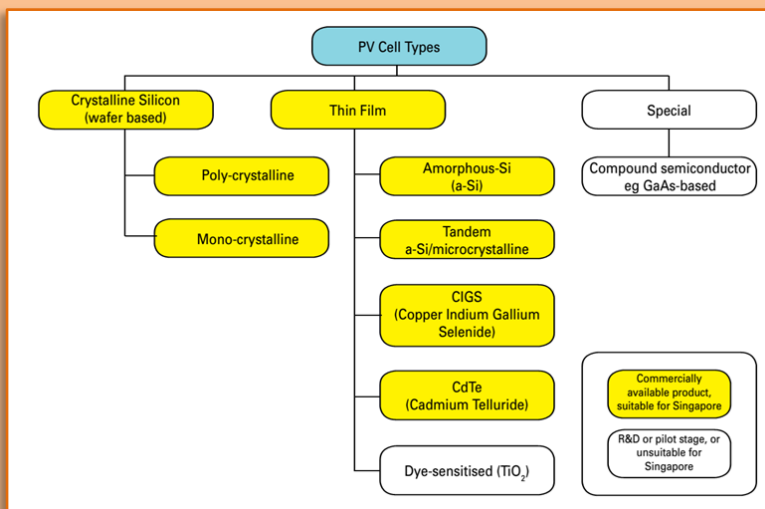 PV Cell Types
Crystalline Silicon
(wafer based)
Thin Film
Special
Poly-crystalline
Mono-crystalline
Amorphous-Si
(a-Si)
Tandem
a-Si/microcrystalline
CIGS
(Copper Indium Gallium
Selenide)
CdTe
(Cadmium Telluride)
Dye-sensitised (TiO₂)
Compound semiconductor
eg GaAs-based
Commercially
available product,
suitable for Singapore
R&D or pilot stage, or
unsuitable for
Singapore